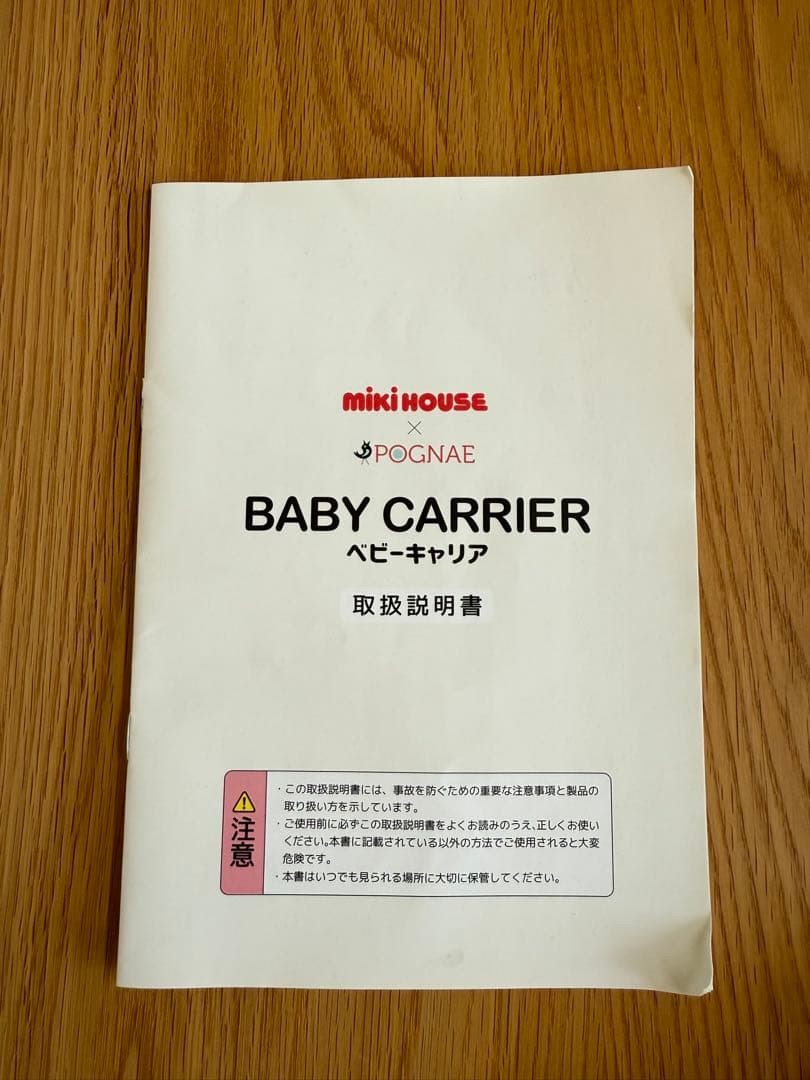 MIKI HOUSE
×
POGNAE
BABY CARRIER
ベビーキャリア
取扱説明書
注意
・この取扱説明書には、事故を防ぐための重要な注意事項と製品の
取り扱い方を示しています。
・ご使用前に必ずこの取扱説明書をよくお読みのうえ、正しくお使い
ください。本書に記載されている以外の方法でご使用されると大変
危険です。
・本書はいつでも見られる場所に大切に保管してください。